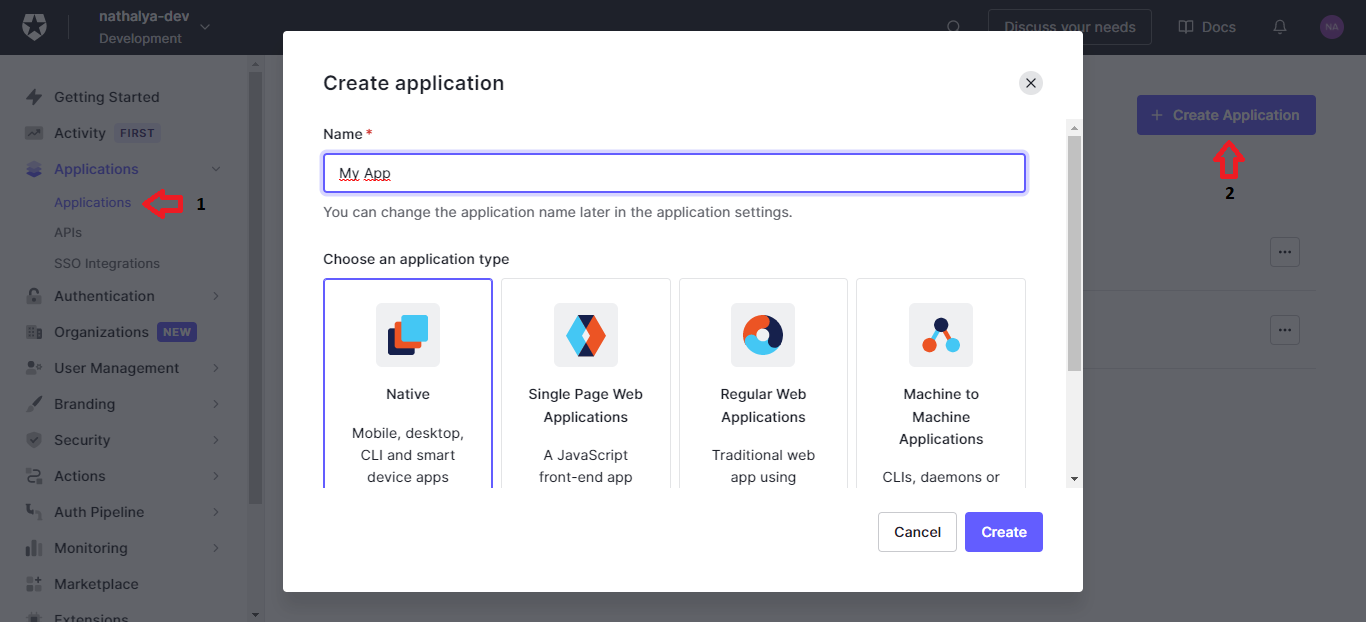 nathalya-dev
Development
Discuss your needs
Docs
NA
Getting Started
Activity FIRST
Applications
Applications 1
APIs
SSO Integrations
Authentication
Organizations NEW
User Management
Branding
Security
Actions
Auth Pipeline
Monitoring
Marketplace
Extensions
Create application
Name *
My App
You can change the application name later in the application settings.
Choose an application type
Native
Mobile, desktop,
CLI and smart
device apps
Single Page Web
Applications
A JavaScript
front-end app
Regular Web
Applications
Traditional web
app using
Machine to
Machine
Applications
CLIs, daemons or
Cancel
Create
+ Create Application
2